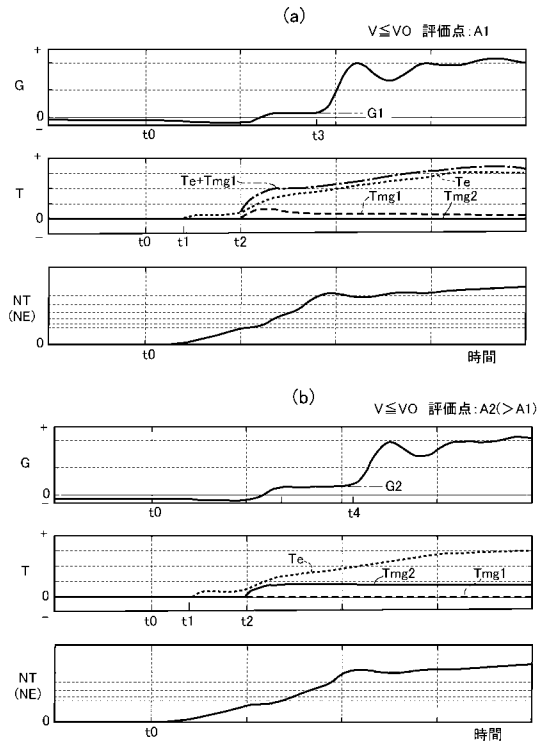 (a)
V≦VO 評価点:A1
+
G
G1
0
−
t0
t3
+
Te+Tmg1
Te
T
Tmg1
Tmg2
0
−
t0
t1
t2
NT
(NE)
0
t0
時間
(b)
V≦VO 評価点:A2(>A1)
+
G
G2
0
−
t0
t4
+
Te
T
Tmg2
Tmg1
0
−
t0
t1
t2
NT
(NE)
0
t0
時間